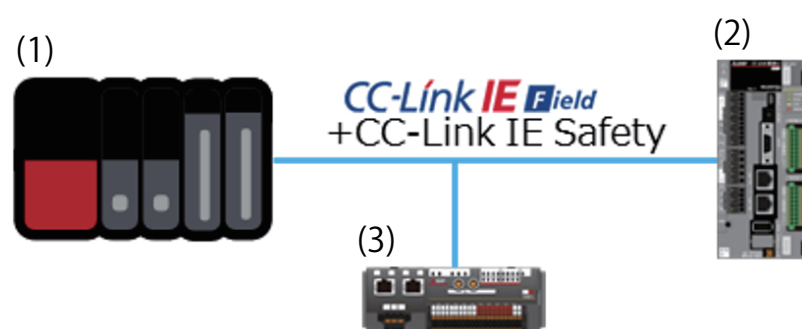 (1)
(2)
CC-Link IE Field
+CC-Link IE Safety
(3)